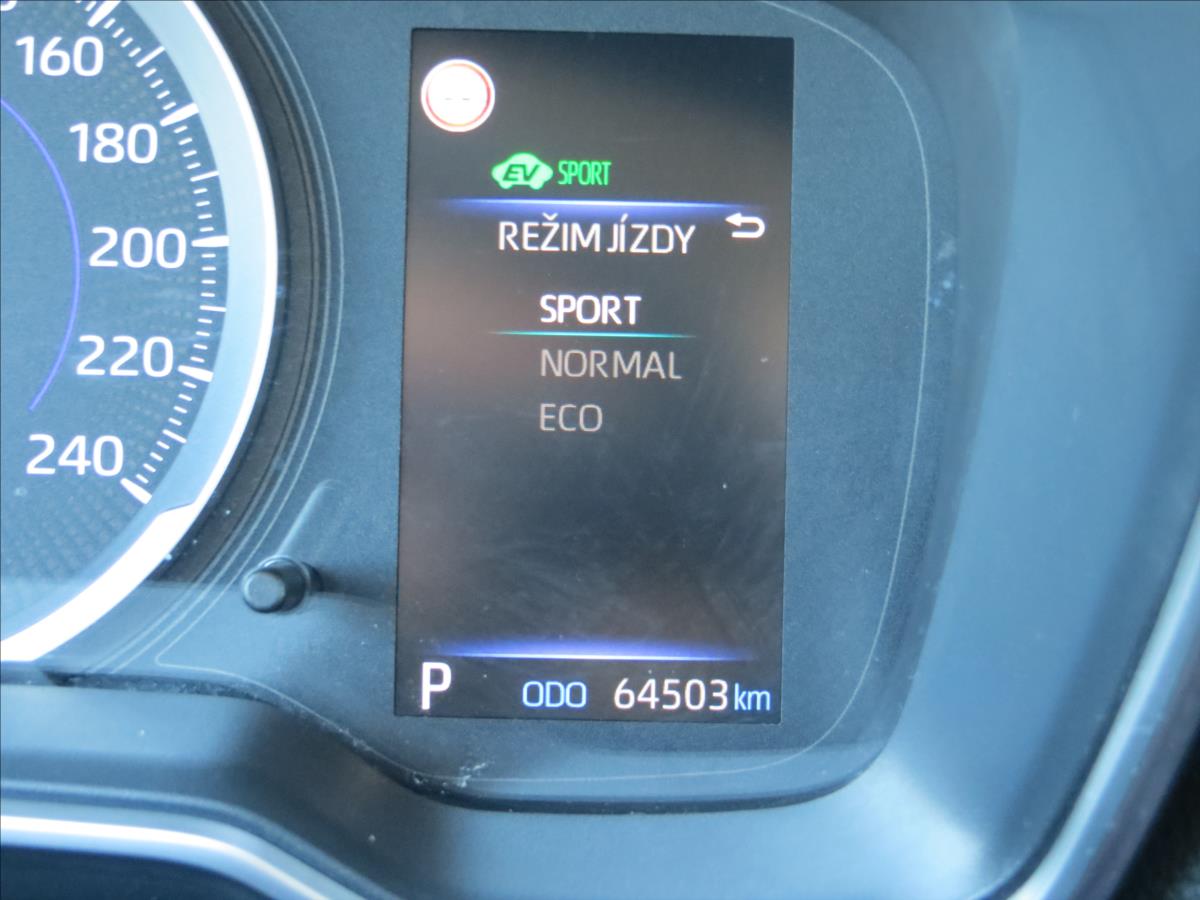 160
180
200
220
240
--
EV SPORT
REŽIM JÍZDY
SPORT
NORMAL
ECO
P ODO 64503 km